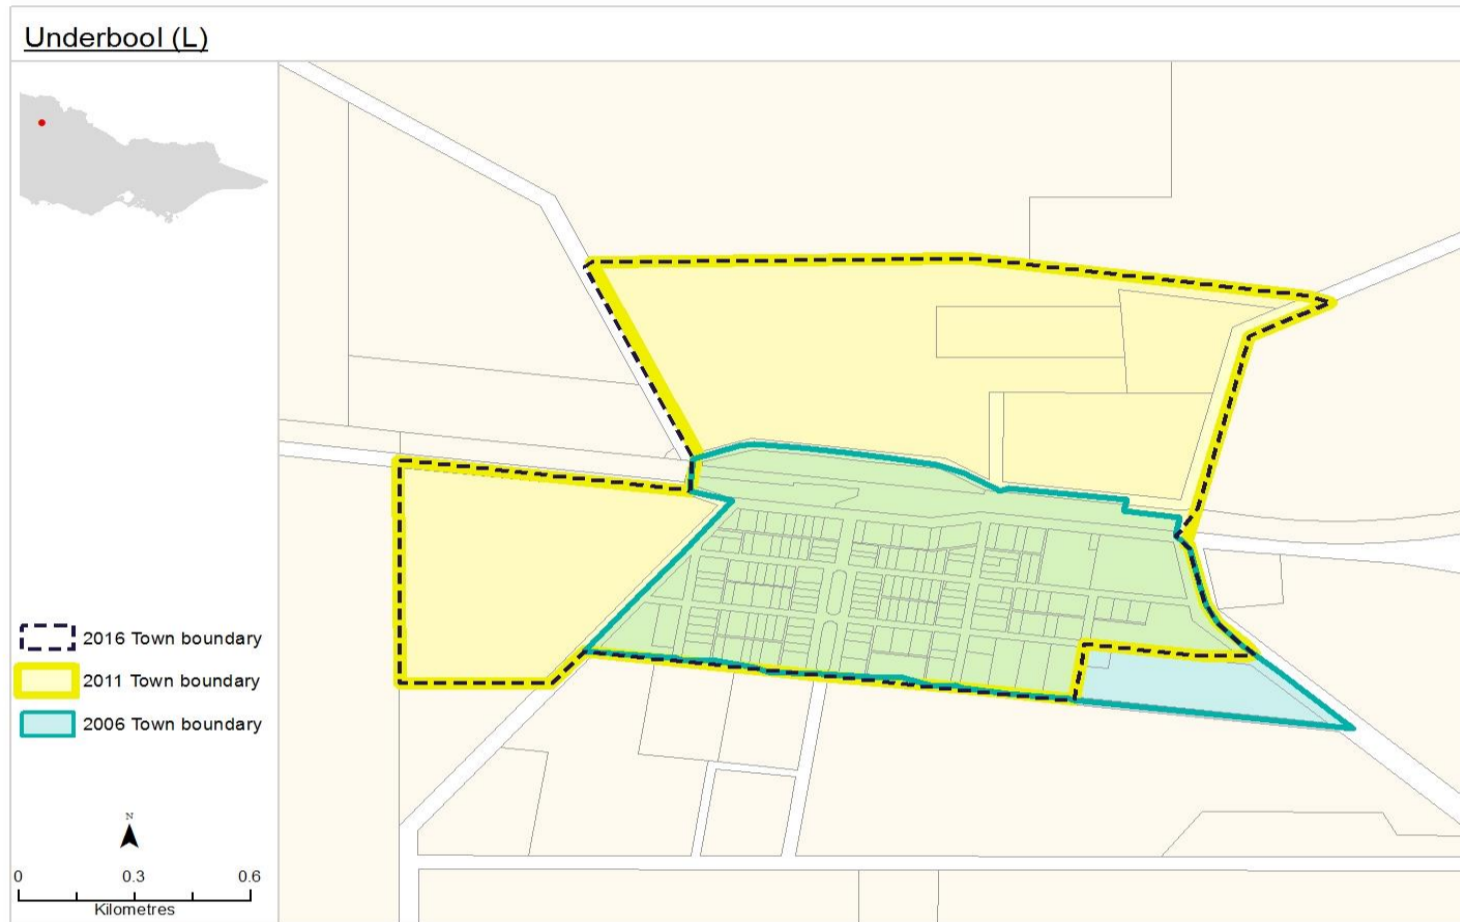 Underbool (L)
2016 Town boundary
2011 Town boundary
2006 Town boundary
N
0 0.3 0.6
Kilometres